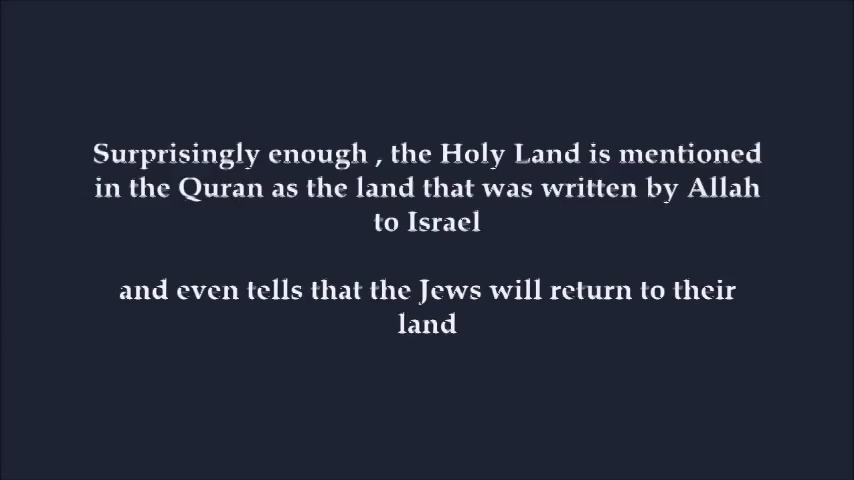 Surprisingly enough , the Holy Land is mentioned
in the Quran as the land that was written by Allah
to Israel
and even tells that the Jews will return to their
land